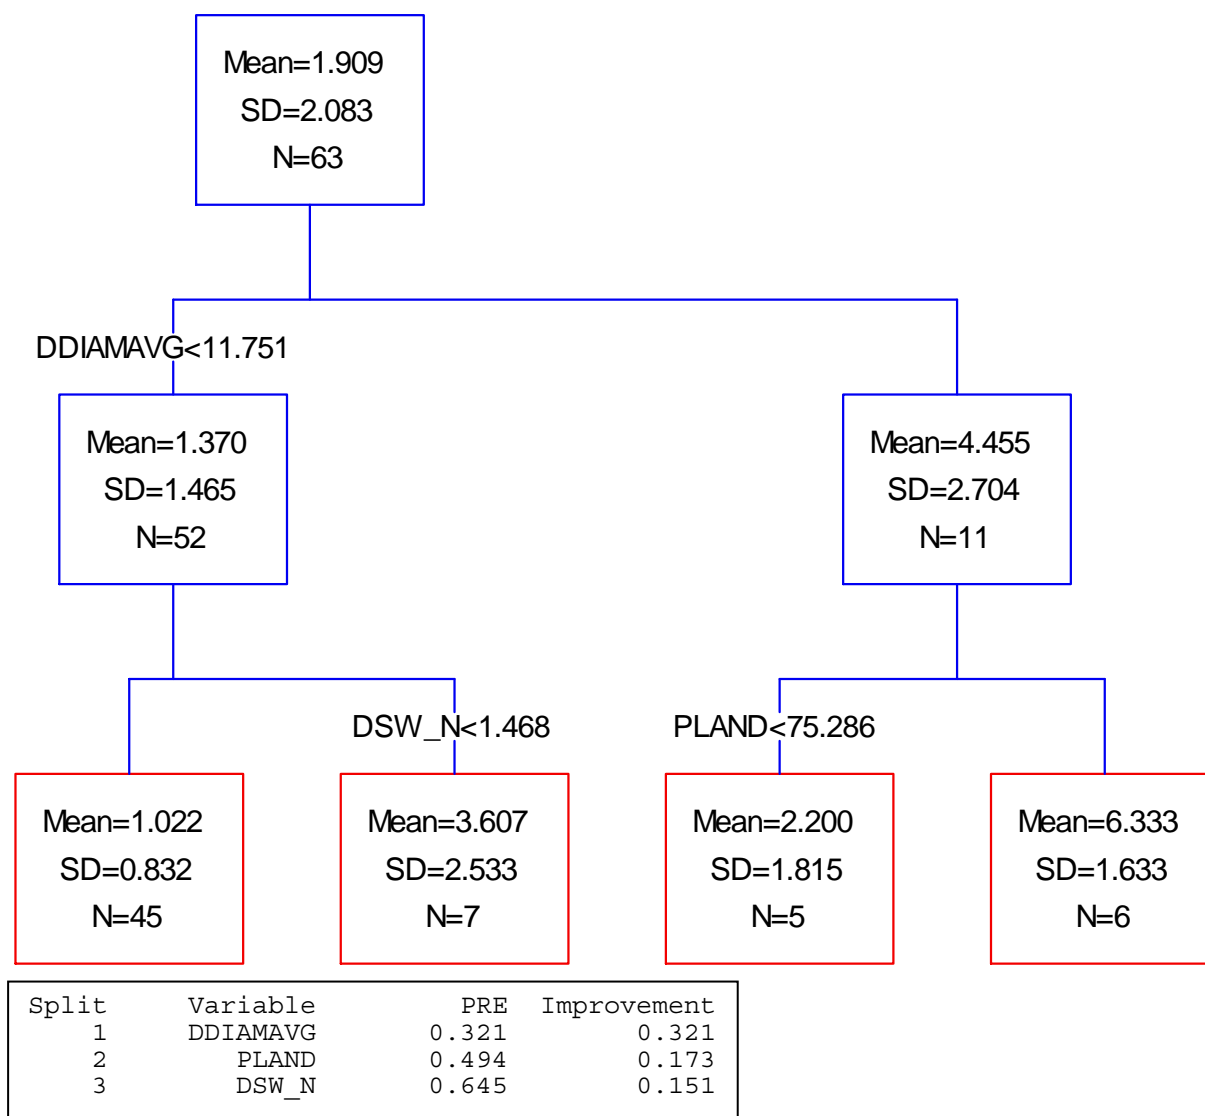 Mean=1.909
SD=2.083
N=63
DDIAMAVG<11.751
Mean=1.370
SD=1.465
N=52
Mean=4.455
SD=2.704
N=11
DSW_N<1.468
PLAND<75.286
Mean=1.022
SD=0.832
N=45
Mean=3.607
SD=2.533
N=7
Mean=2.200
SD=1.815
N=5
Mean=6.333
SD=1.633
N=6
Split Variable PRE Improvement
1 DDIAMAVG 0.321 0.321
2 PLAND 0.494 0.173
3 DSW_N 0.645 0.151